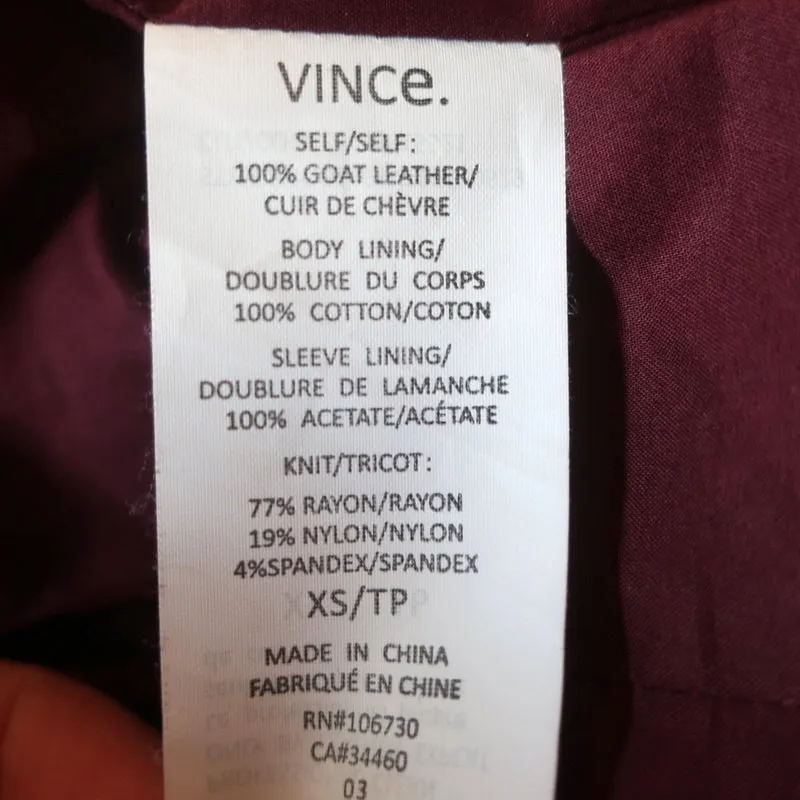 VINCe.
SELF/SELF:
100% GOAT LEATHER/
CUIR DE CHÈVRE
BODY LINING/
DOUBLURE DU CORPS
100% COTTON/COTON
SLEEVE LINING/
DOUBLURE DE LAMANCHE
100% ACETATE/ACÉTATE
KNIT/TRICOT:
77% RAYON/RAYON
19% NYLON/NYLON
4%SPANDEX/SPANDEX
XS/TP
MADE IN CHINA
FABRIQUÉ EN CHINE
RN#106730
CA#34460
03